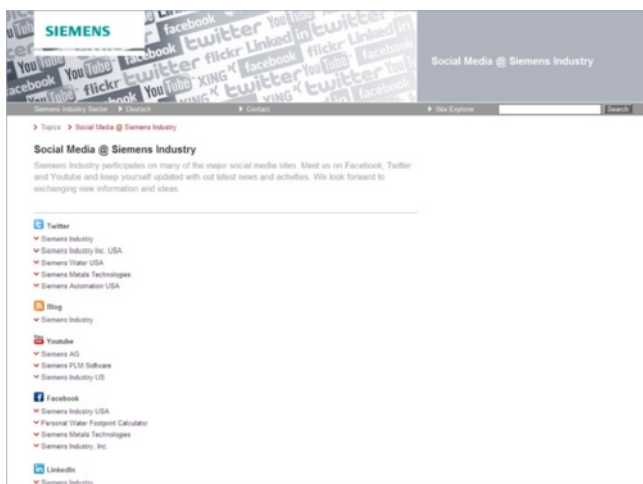 SIEMENS
Social Media @ Siemens Industry
Siemens Industry Sector Deutsch Contact Site Explorer Search
Topics Social Media @ Siemens Industry
Social Media @ Siemens Industry
Siemens Industry participates on many of the major social media sites. Meet us on Facebook, Twitter
and Youtube and keep yourself updated with out latest news and activities. We look forward to
exchanging new information and ideas.
Twitter
Siemens Industry
Siemens Industry Inc. USA
Siemens Water USA
Siemens Metals Technologies
Siemens Automation USA
Blog
Siemens Industry
Youtube
Siemens AG
Siemens PLM Software
Siemens Industry US
Facebook
Siemens Industry USA
Personal Water Footprint Calculator
Siemens Metals Technologies
Siemens Industry, Inc.
LinkedIn
Siemens Industry